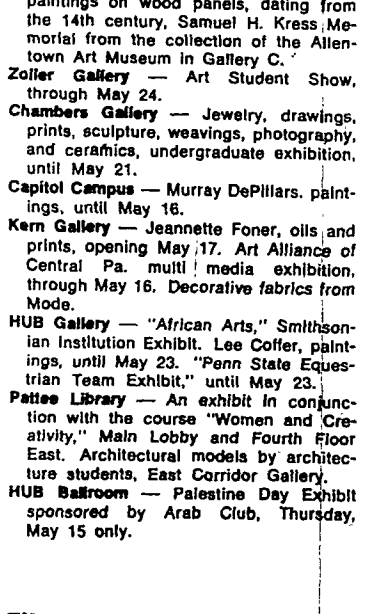 paintings on wood panels, dating from
the 14th century, Samuel H. Kress Me-
morial from the collection of the Allen-
town Art Museum in Gallery C.
Zoller Gallery — Art Student Show,
through May 24.
Chambers Gallery — Jewelry, drawings,
prints, sculpture, weavings, photography,
and ceramics, undergraduate exhibition,
until May 21.
Capitol Campus — Murray DePillars. paint-
ings, until May 16.
Kern Gallery — Jeannette Foner, oils and
prints, opening May 17. Art Alliance of
Central Pa. multi media exhibition,
through May 16. Decorative fabrics from
Mode.
HUB Gallery — "African Arts," Smithson-
ian Institution Exhibit. Lee Coffer, paint-
ings, until May 23. "Penn State Eques-
trian Team Exhibit," until May 23.
Pattee Library — An exhibit in conjunc-
tion with the course "Women and Cre-
ativity," Main Lobby and Fourth Floor
East. Architectural models by architec-
ture students, East Corridor Gallery.
HUB Ballroom — Palestine Day Exhibit
sponsored by Arab Club, Thursday,
May 15 only.